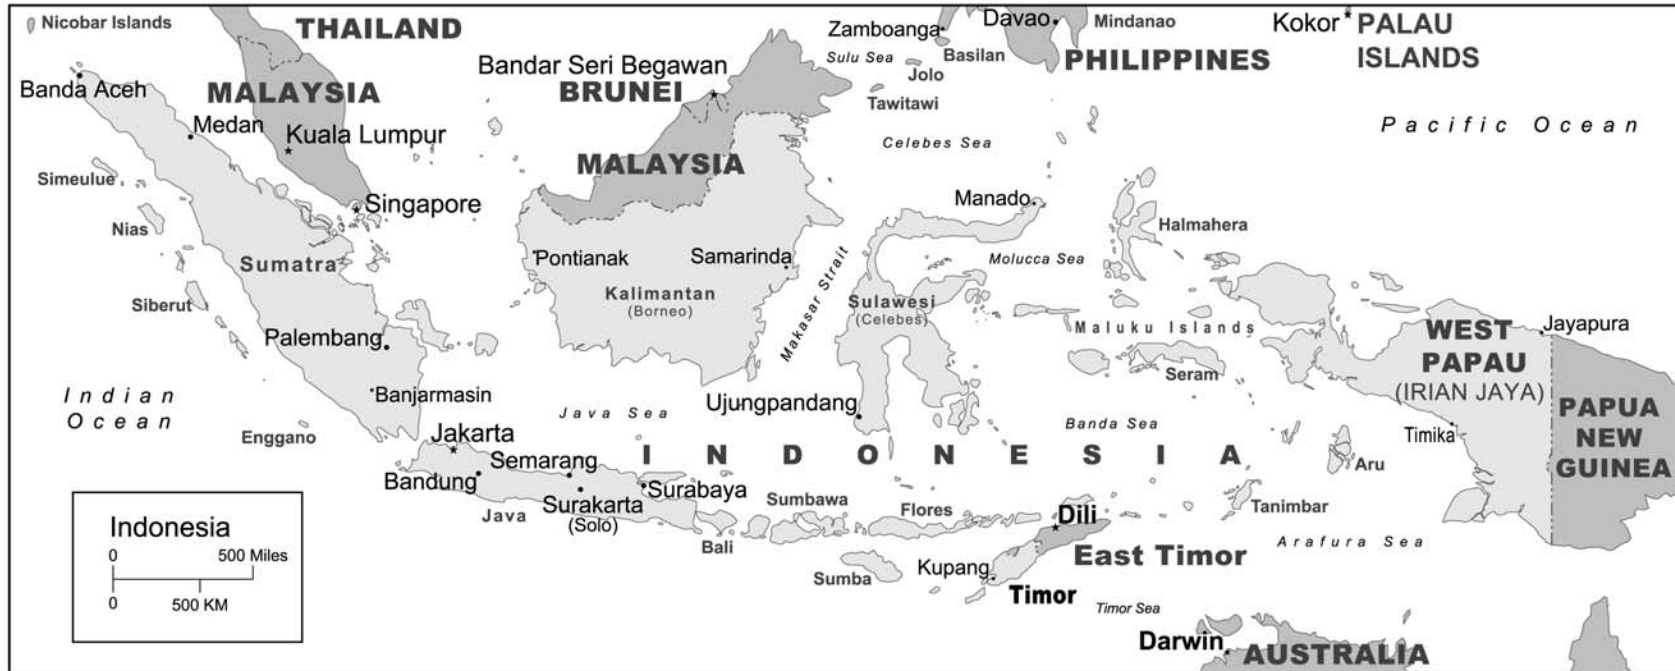 Nicobar Islands
THAILAND
Zamboanga
Davao
Mindanao
Kokor
PALAU
ISLANDS
Basilan
Sulu Sea
Jolo
PHILIPPINES
Bandar Seri Begawan
BRUNEI
Tawitawi
Banda Aceh
MALAYSIA
Medan
Kuala Lumpur
Pacific Ocean
Celebes Sea
MALAYSIA
Simeulue
Singapore
Manado
Nias
Halmahera
Sumatra
Pontianak
Samarinda
Molucca Sea
Makasar Strait
Siberut
Kalimantan
(Borneo)
Sulawesi
(Celebes)
Maluku Islands
Palembang
WEST
PAPAU
(IRIAN JAYA)
Jayapura
Seram
Banjarmasin
Indian
Ocean
Java Sea
Ujungpandang
Banda Sea
PAPUA
NEW
GUINEA
Enggano
Jakarta
Timika
INDONESIA
Semarang
Aru
Bandung
Surabaya
Surakarta
(Solo)
Java
Sumbawa
Flores
Tanimbar
Dili
Bali
East Timor
Arafura Sea
Sumba
Kupang
Timor
Timor Sea
Darwin
AUSTRALIA
Indonesia
0 500 Miles
0 500 KM